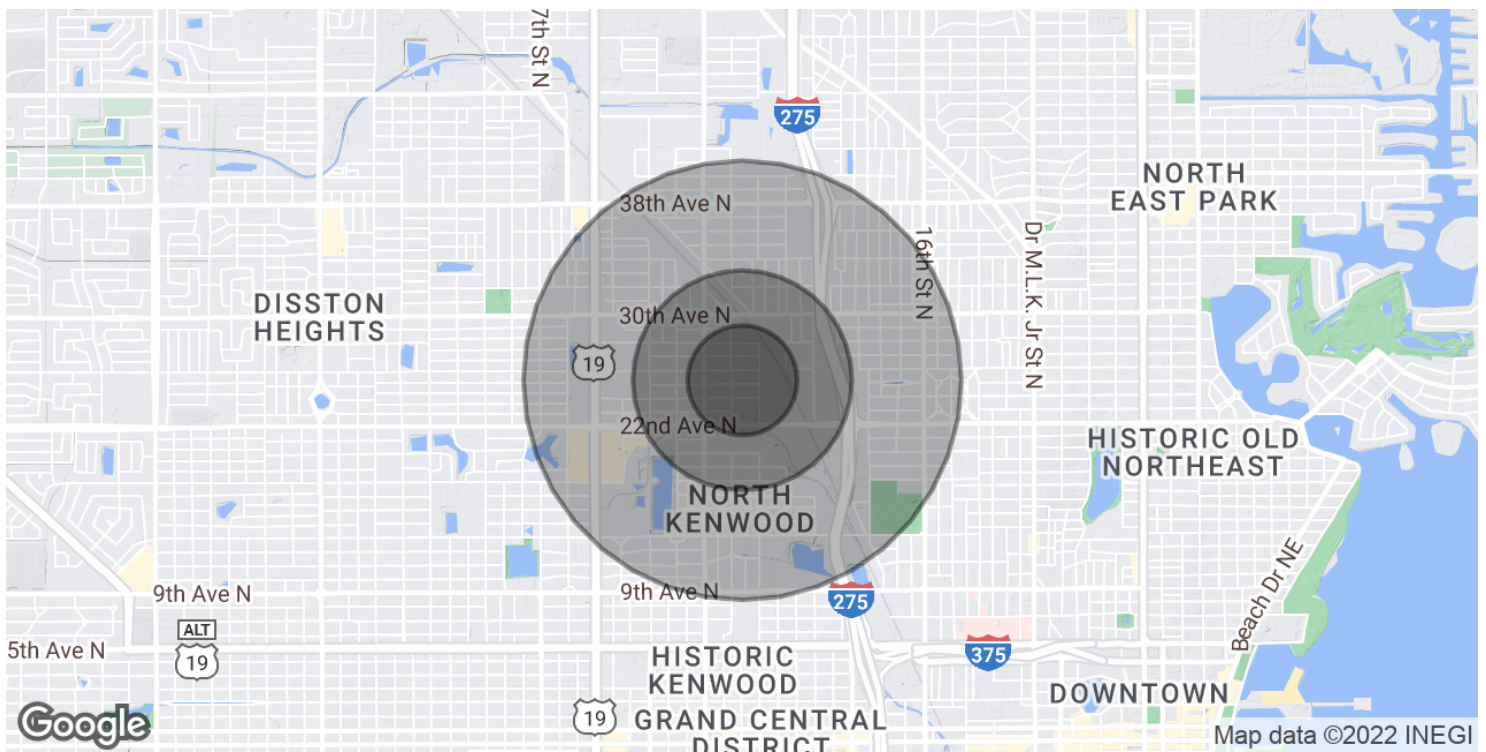 7th St N
275
NORTH
EAST PARK
38th Ave N
16th St N
Dr M.L.K. Jr St N
DISSTON
HEIGHTS
30th Ave N
19
22nd Ave N
HISTORIC OLD
NORTHEAST
NORTH
KENWOOD
9th Ave N
9th Ave N
275
Beach Dr NE
ALT
19
5th Ave N
375
HISTORIC
KENWOOD
DOWNTOWN
19
GRAND CENTRAL
DISTRICT
Google
Map data ©2022 INEGI